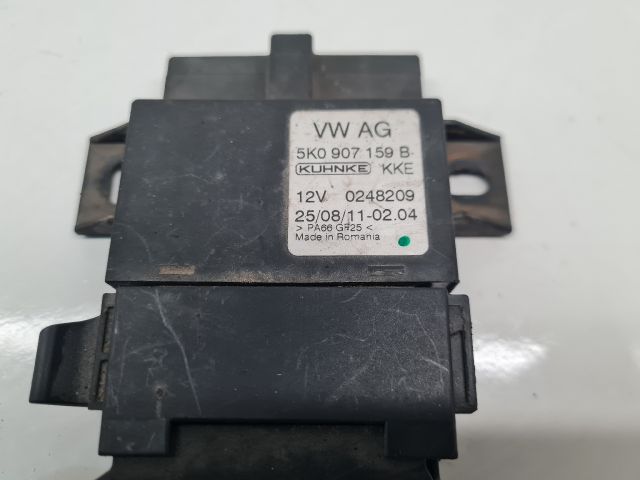 VW AG
5K0 907 159 B
KUHNKE KKE
12V 0248209
25/08/11-02.04
> PA66 GF25 <
Made in Romania